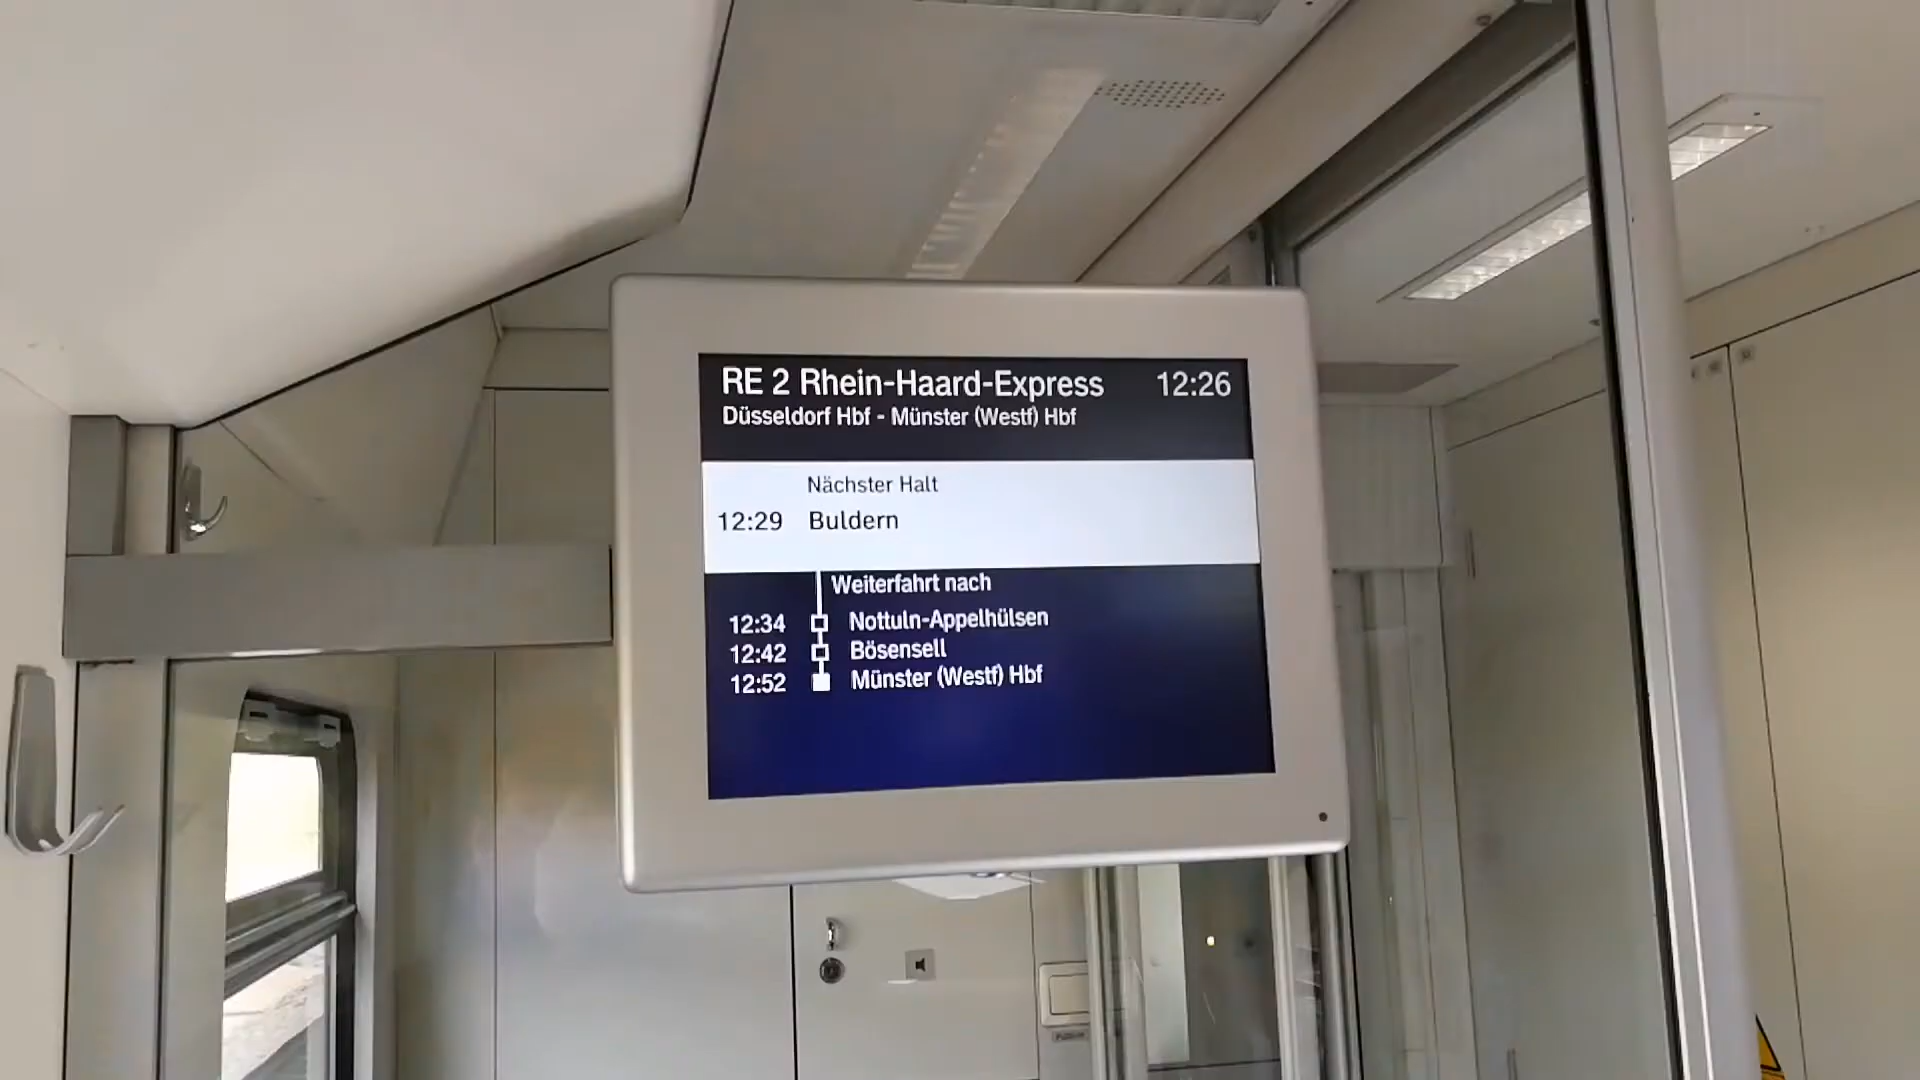 RE 2 Rhein-Haard-Express 12:26
Düsseldorf Hbf - Münster (Westf) Hbf
Nächster Halt
12:29 Buldern
Weiterfahrt nach
12:34 Nottuln-Appelhülsen
12:42 Bösensell
12:52 Münster (Westf) Hbf